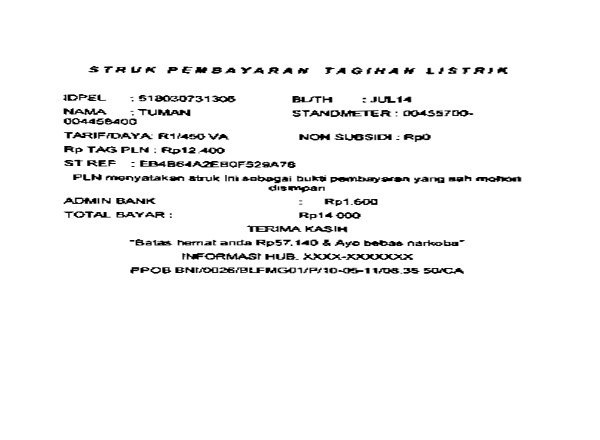 STRUK PEMBAYARAN TAGIHAN LISTRIK
IDPEL : 518030731306 BL/TH : JUL14
NAMA : TUMAN STANDMETER : 00455700-
004458400
TARIF/DAYA: R1/450 VA NON SUBSIDI : Rp0
Rp TAG PLN : Rp12.400
ST REF : EB4B64A2EB0F529A76
PLN menyatakan struk ini sebagai bukti pembayaran yang sah mohon
disimpan
ADMIN BANK : Rp1.600
TOTAL BAYAR : Rp14 000
TERIMA KASIH
"Batas hemat anda Rp57.140 & Ayo bebas narkoba"
INFORMASI HUB. XXXX-XXXXXXX
PPOB BNI/0026/BLFMG01/P/10-05-11/08.35 50/CA